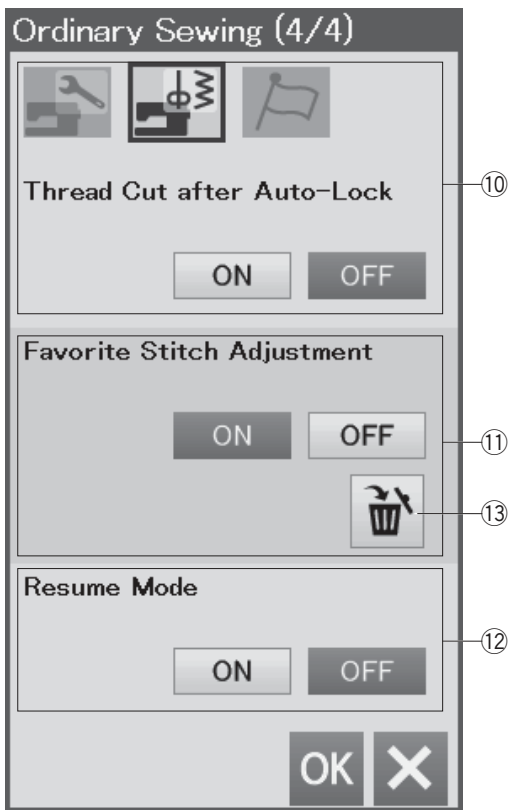 Ordinary Sewing (4/4)
Thread Cut after Auto-Lock
⑩
ON OFF
Favorite Stitch Adjustment
ON OFF
⑪
⑬
Resume Mode
⑫
ON OFF
OK